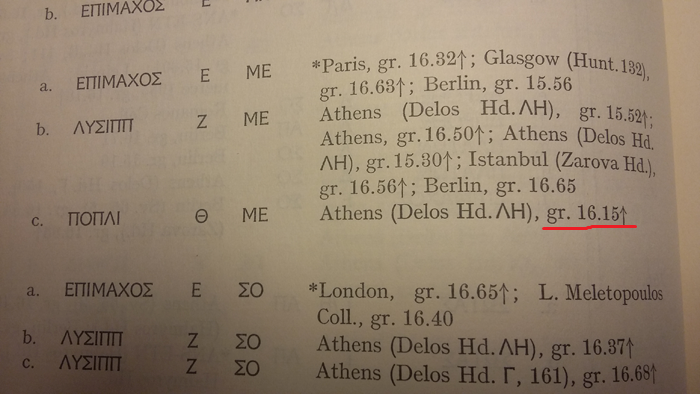 b. ΕΠΙΜΑΧΟΣ Ε
a. ΕΠΙΜΑΧΟΣ Ε ΜΕ *Paris, gr. 16.32↑; Glasgow (Hunt. 132),
gr. 16.63↑; Berlin, gr. 15.56
b. ΛΥΣΙΠΠ Ζ ΜΕ Athens (Delos Hd. ΛΗ), gr. 15.52↑;
Athens, gr. 16.50↑; Athens (Delos Hd.
ΛΗ), gr. 15.30↑; Istanbul (Zarova Hd.),
gr. 16.56↑; Berlin, gr. 16.65
c. ΠΟΠΛΙ Θ ΜΕ Athens (Delos Hd. ΛΗ), gr. 16.15↑
a. ΕΠΙΜΑΧΟΣ Ε ΣΟ *London, gr. 16.65↑; L. Meletopoulos
Coll., gr. 16.40
b. ΛΥΣΙΠΠ Ζ ΣΟ Athens (Delos Hd. ΛΗ), gr. 16.37↑
c. ΛΥΣΙΠΠ Ζ ΣΟ Athens (Delos Hd. Γ, 161), gr. 16.68↑